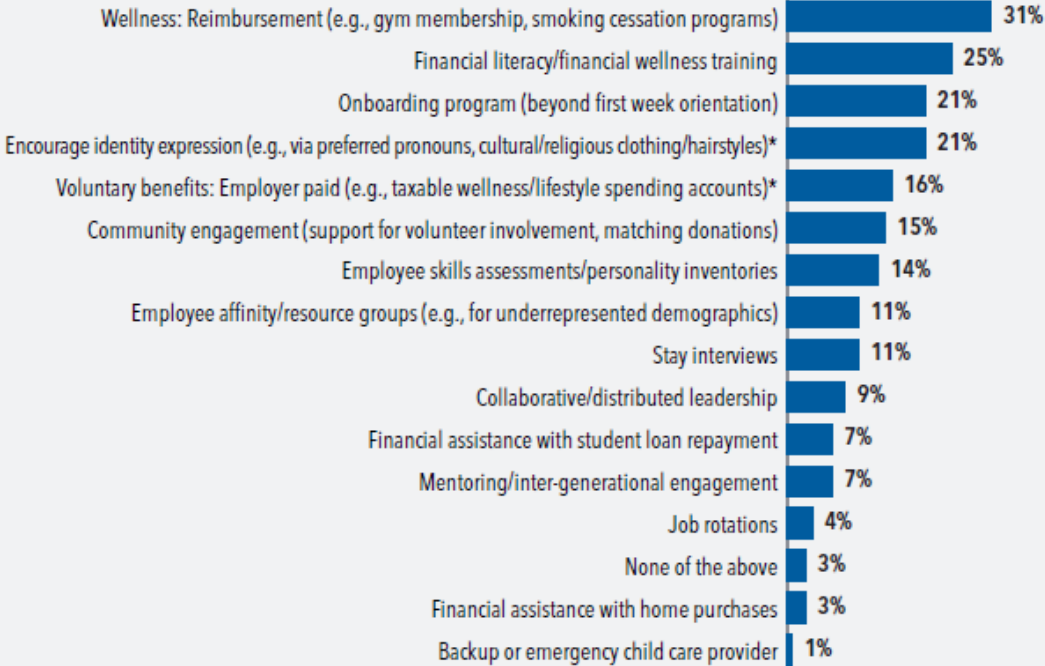 Wellness: Reimbursement (e.g., gym membership, smoking cessation programs) 31%
Financial literacy/financial wellness training 25%
Onboarding program (beyond first week orientation) 21%
Encourage identity expression (e.g., via preferred pronouns, cultural/religious clothing/hairstyles)* 21%
Voluntary benefits: Employer paid (e.g., taxable wellness/lifestyle spending accounts)* 16%
Community engagement (support for volunteer involvement, matching donations) 15%
Employee skills assessments/personality inventories 14%
Employee affinity/resource groups (e.g., for underrepresented demographics) 11%
Stay interviews 11%
Collaborative/distributed leadership 9%
Financial assistance with student loan repayment 7%
Mentoring/inter-generational engagement 7%
Job rotations 4%
None of the above 3%
Financial assistance with home purchases 3%
Backup or emergency child care provider 1%